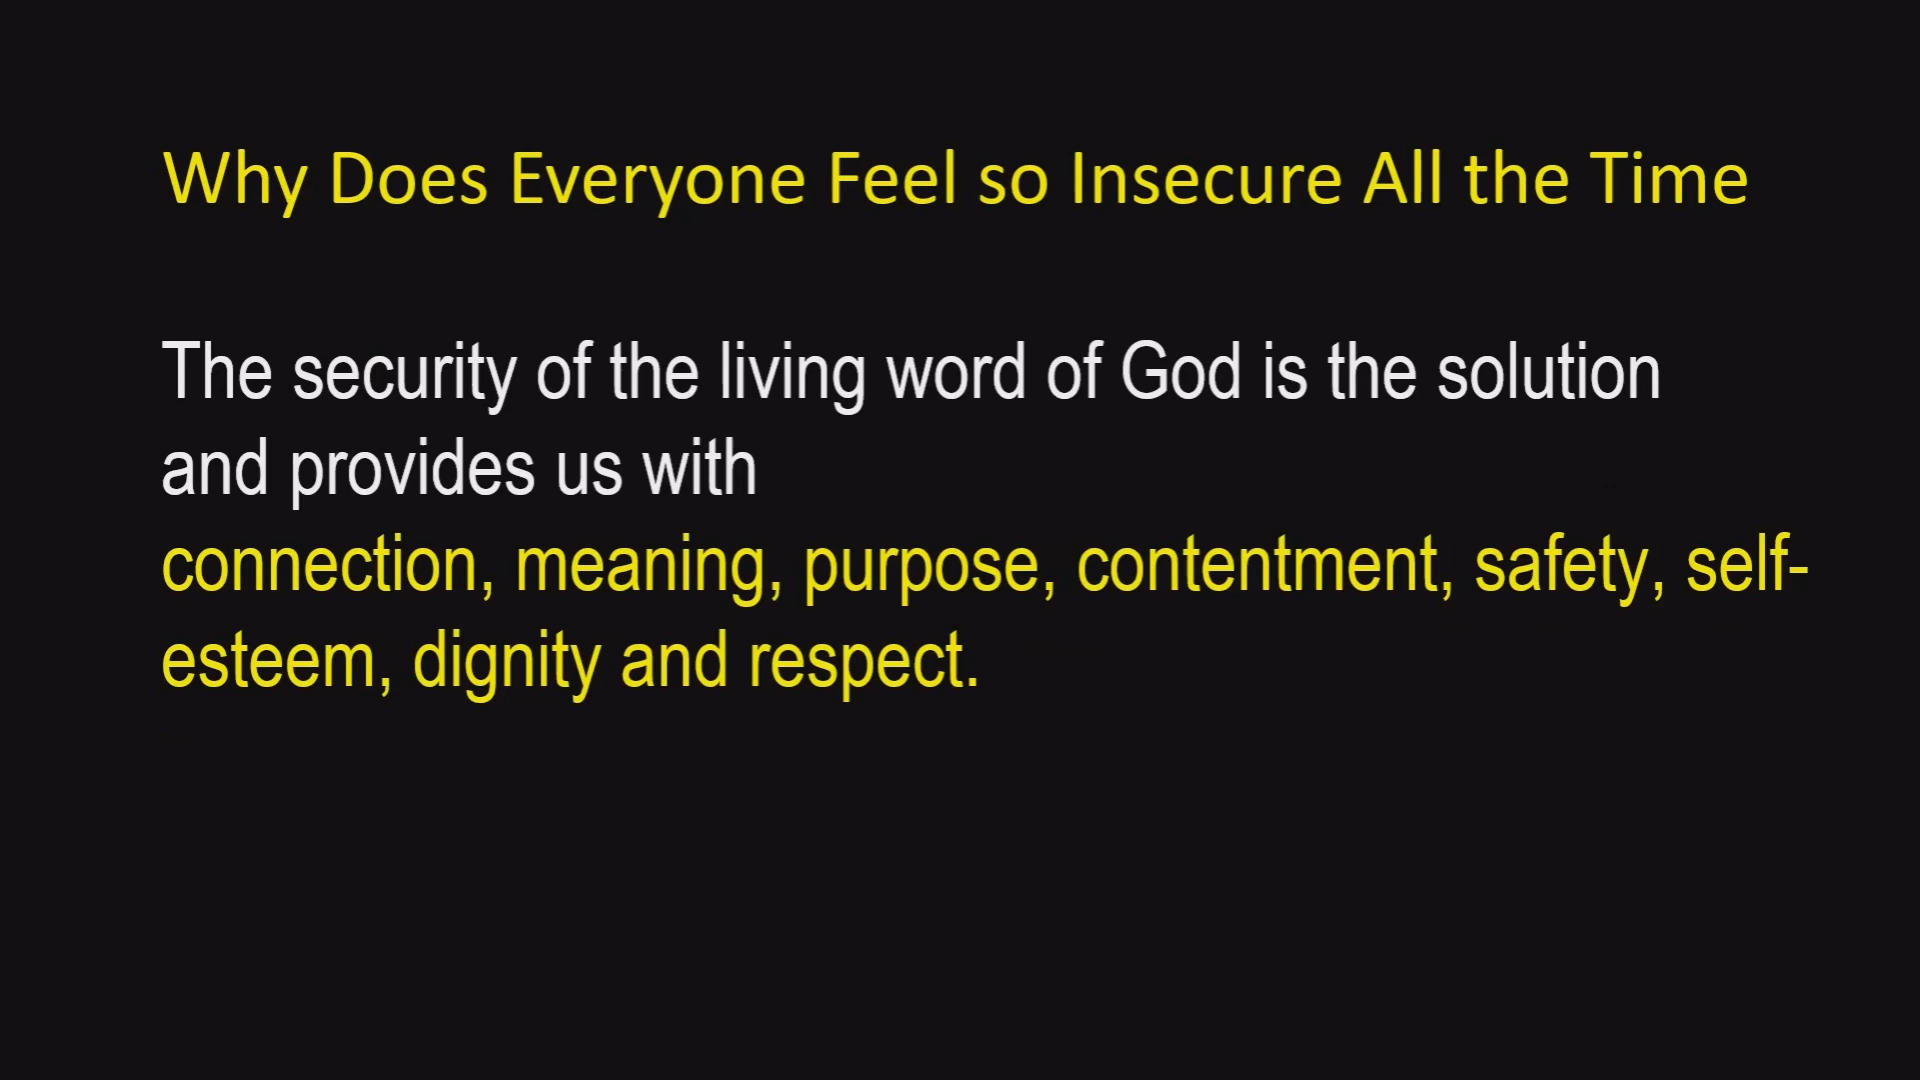 Why Does Everyone Feel so Insecure All the Time
The security of the living word of God is the solution
and provides us with
connection, meaning, purpose, contentment, safety, self-
esteem, dignity and respect.